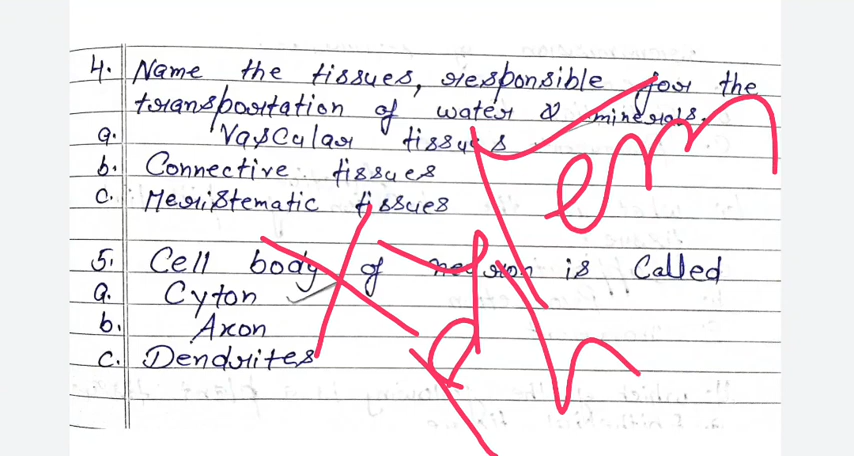 4. Name the tissues, responsible for the
transportation of water & minerals.
a. Vascular tissues
b. Connective tissues
c. Meristematic tissues
5. Cell body of neuron is Called
a. Cyton
b. Axon
c. Dendrites